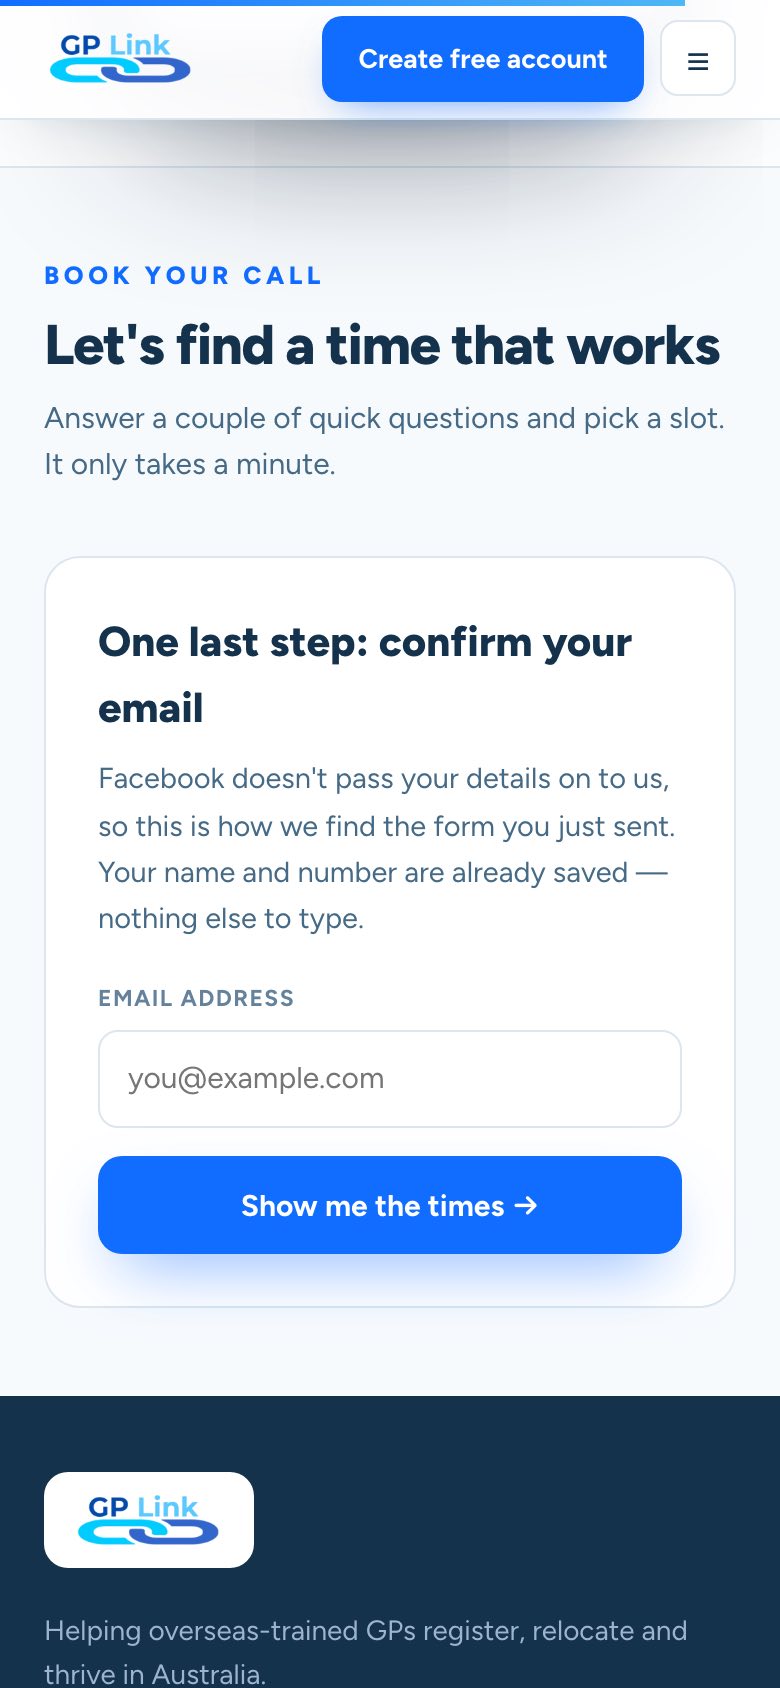 GP Link
Create free account
BOOK YOUR CALL
Let's find a time that works
Answer a couple of quick questions and pick a slot.
It only takes a minute.
One last step: confirm your
email
Facebook doesn't pass your details on to us,
so this is how we find the form you just sent.
Your name and number are already saved —
nothing else to type.
EMAIL ADDRESS
you@example.com
Show me the times →
GP Link
Helping overseas-trained GPs register, relocate and
thrive in Australia.